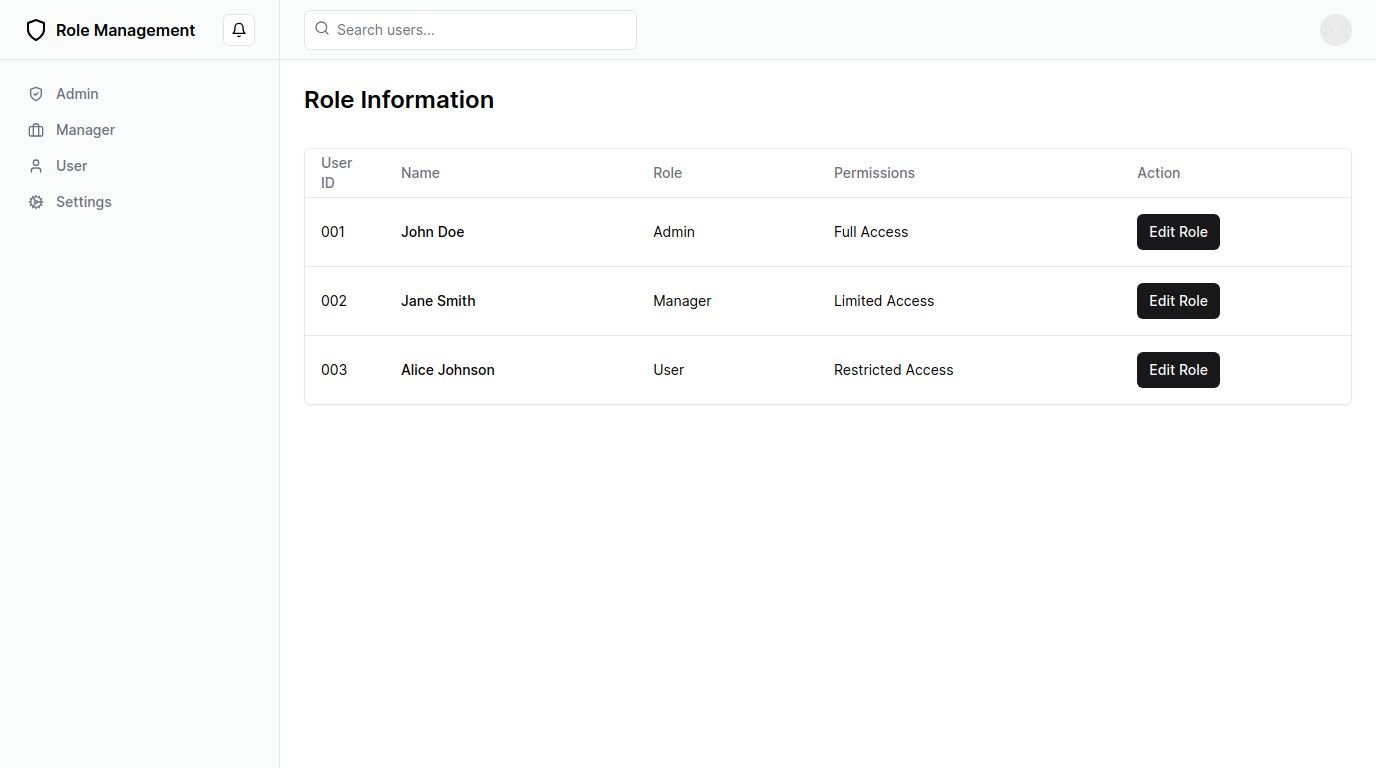 Role Management
Search users...
Admin
Manager
User
Settings
Role Information
User
ID
Name
Role
Permissions
Action
001
John Doe
Admin
Full Access
Edit Role
002
Jane Smith
Manager
Limited Access
Edit Role
003
Alice Johnson
User
Restricted Access
Edit Role